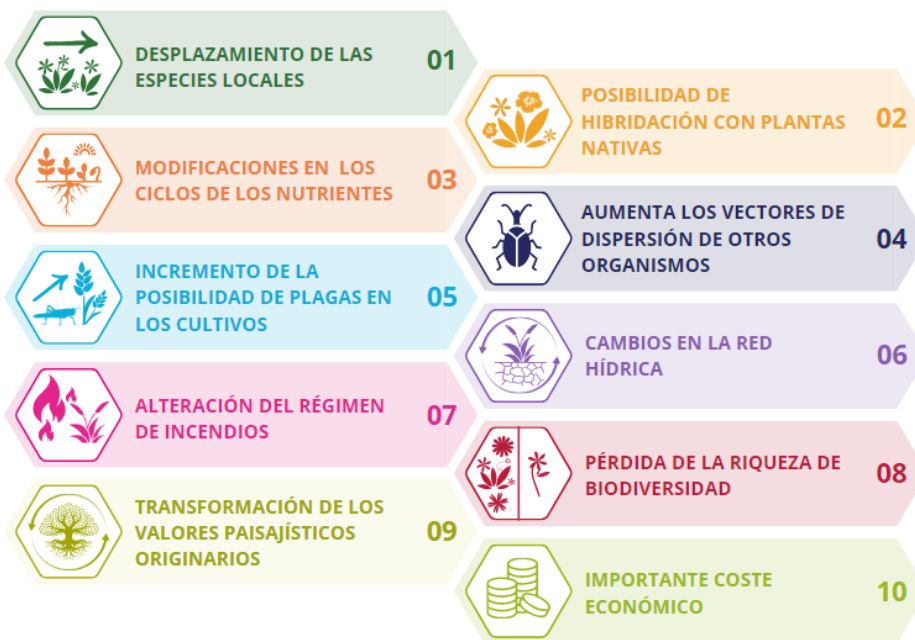 DESPLAZAMIENTO DE LAS
ESPECIES LOCALES
01
POSIBILIDAD DE
HIBRIDACIÓN CON PLANTAS
NATIVAS
02
MODIFICACIONES EN LOS
CICLOS DE LOS NUTRIENTES
03
AUMENTA LOS VECTORES DE
DISPERSIÓN DE OTROS
ORGANISMOS
04
INCREMENTO DE LA
POSIBILIDAD DE PLAGAS EN
LOS CULTIVOS
05
CAMBIOS EN LA RED
HÍDRICA
06
ALTERACIÓN DEL RÉGIMEN
DE INCENDIOS
07
PÉRDIDA DE LA RIQUEZA DE
BIODIVERSIDAD
08
TRANSFORMACIÓN DE LOS
VALORES PAISAJÍSTICOS
ORIGINARIOS
09
IMPORTANTE COSTE
ECONÓMICO
10